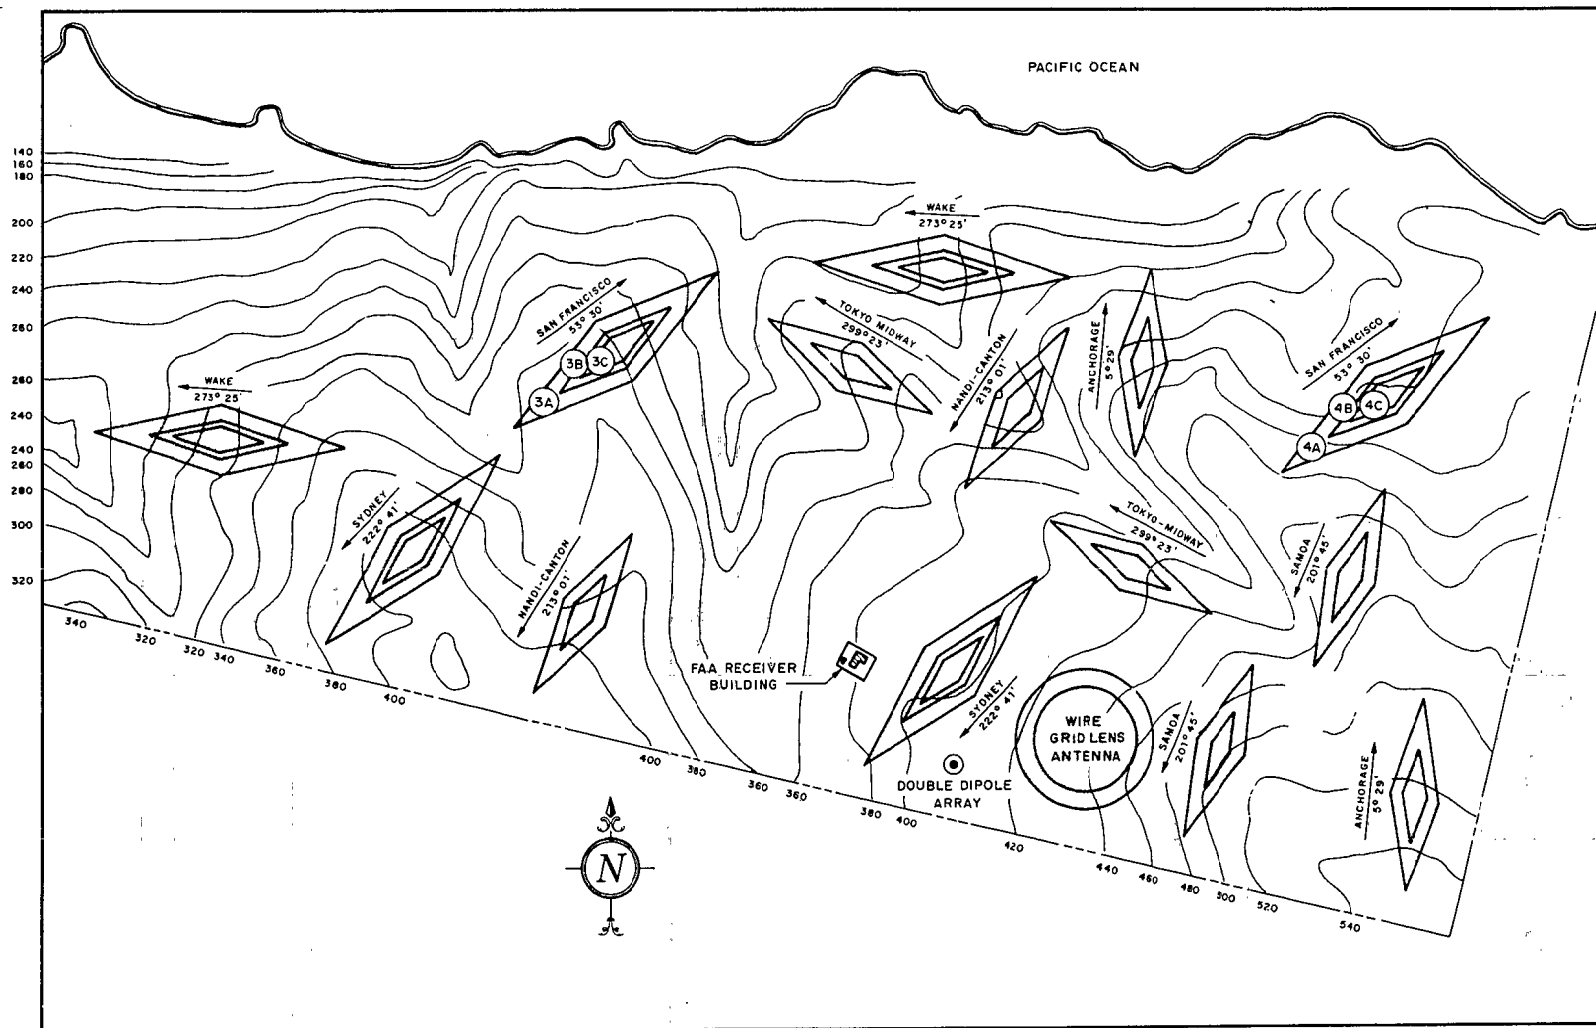 PACIFIC OCEAN
140
160
180
200
220
240
260
260
240
240
260
280
300
320
WAKE
273° 25'
SAN FRANCISCO
53° 30'
TOKYO MIDWAY
299° 23'
NANDI-CANTON
213° 01'
ANCHORAGE
5° 29'
SAN FRANCISCO
53° 30'
3B
3C
3A
4B
4C
4A
WAKE
273° 25'
SYDNEY
222° 41'
NANDI-CANTON
213° 01'
TOKYO-MIDWAY
299° 23'
SAMOA
201° 45'
FAA RECEIVER
BUILDING
SYDNEY
222° 41'
WIRE
GRID LENS
ANTENNA
SAMOA
201° 45'
ANCHORAGE
5° 29'
DOUBLE DIPOLE
ARRAY
340
320
320
340
360
380
400
400
380
360
360
380
400
420
440
460
480
500
520
540
N